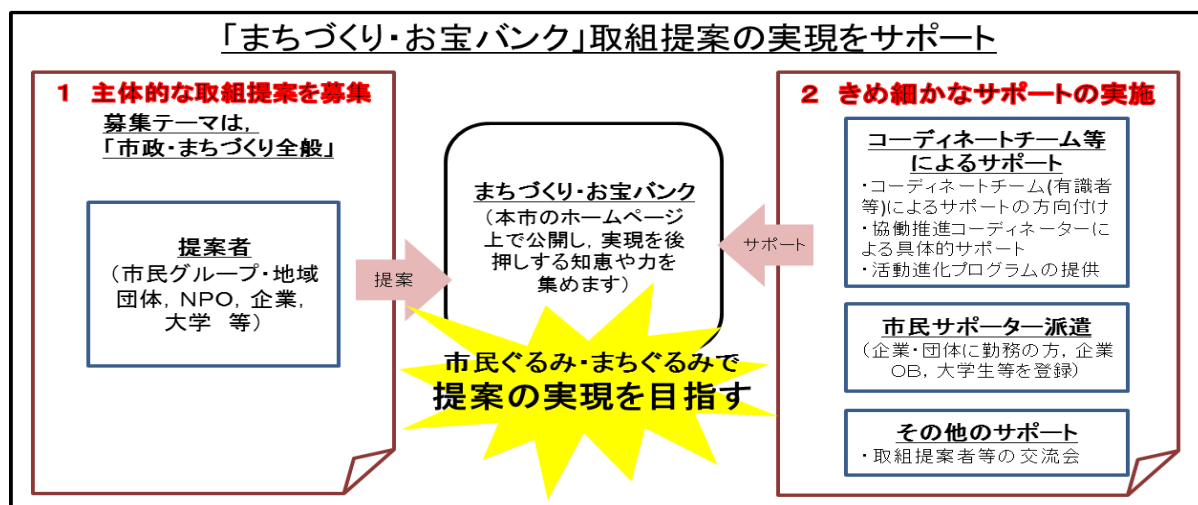 「まちづくり・お宝バンク」取組提案の実現をサポート
1 主体的な取組提案を募集
募集テーマは,
「市政・まちづくり全般」
提案者
(市民グループ・地域
団体, NPO, 企業,
大学 等)
提案
まちづくり・お宝バンク
(本市のホームページ
上で公開し, 実現を後
押しする知恵や力を
集めます)
市民ぐるみ・まちぐるみで
提案の実現を目指す
サポート
2 きめ細かなサポートの実施
コーディネートチーム等
によるサポート
・コーディネートチーム(有識者
等)によるサポートの方向付け
・協働推進コーディネーターに
よる具体的サポート
・活動進化プログラムの提供
市民サポーター派遣
(企業・団体に勤務の方, 企業
OB, 大学生等を登録)
その他のサポート
・取組提案者等の交流会